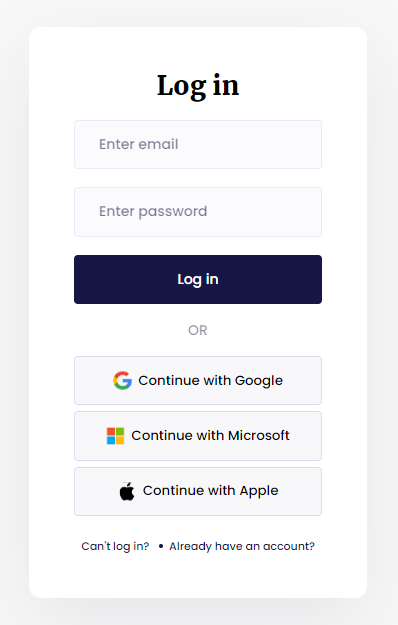 Log in
Enter email
Enter password
Log in
OR
Continue with Google
Continue with Microsoft
Continue with Apple
Can't log in? • Already have an account?